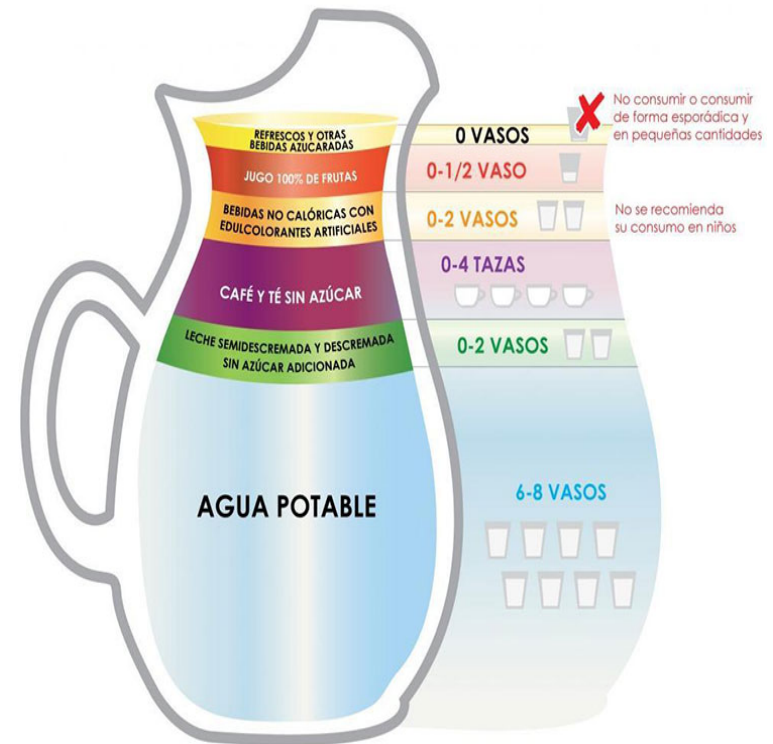 REFRESCOS Y OTRAS
BEBIDAS AZUCARADAS
0 VASOS
No consumir o consumir
de forma esporádica y
en pequeñas cantidades
JUGO 100% DE FRUTAS
0-1/2 VASO
BEBIDAS NO CALÓRICAS CON
EDULCOLORANTES ARTIFICIALES
0-2 VASOS
No se recomienda
su consumo en niños
CAFÉ Y TÉ SIN AZÚCAR
0-4 TAZAS
LECHE SEMIDESCREMADA Y DESCREMADA
SIN AZÚCAR ADICIONADA
0-2 VASOS
AGUA POTABLE
6-8 VASOS